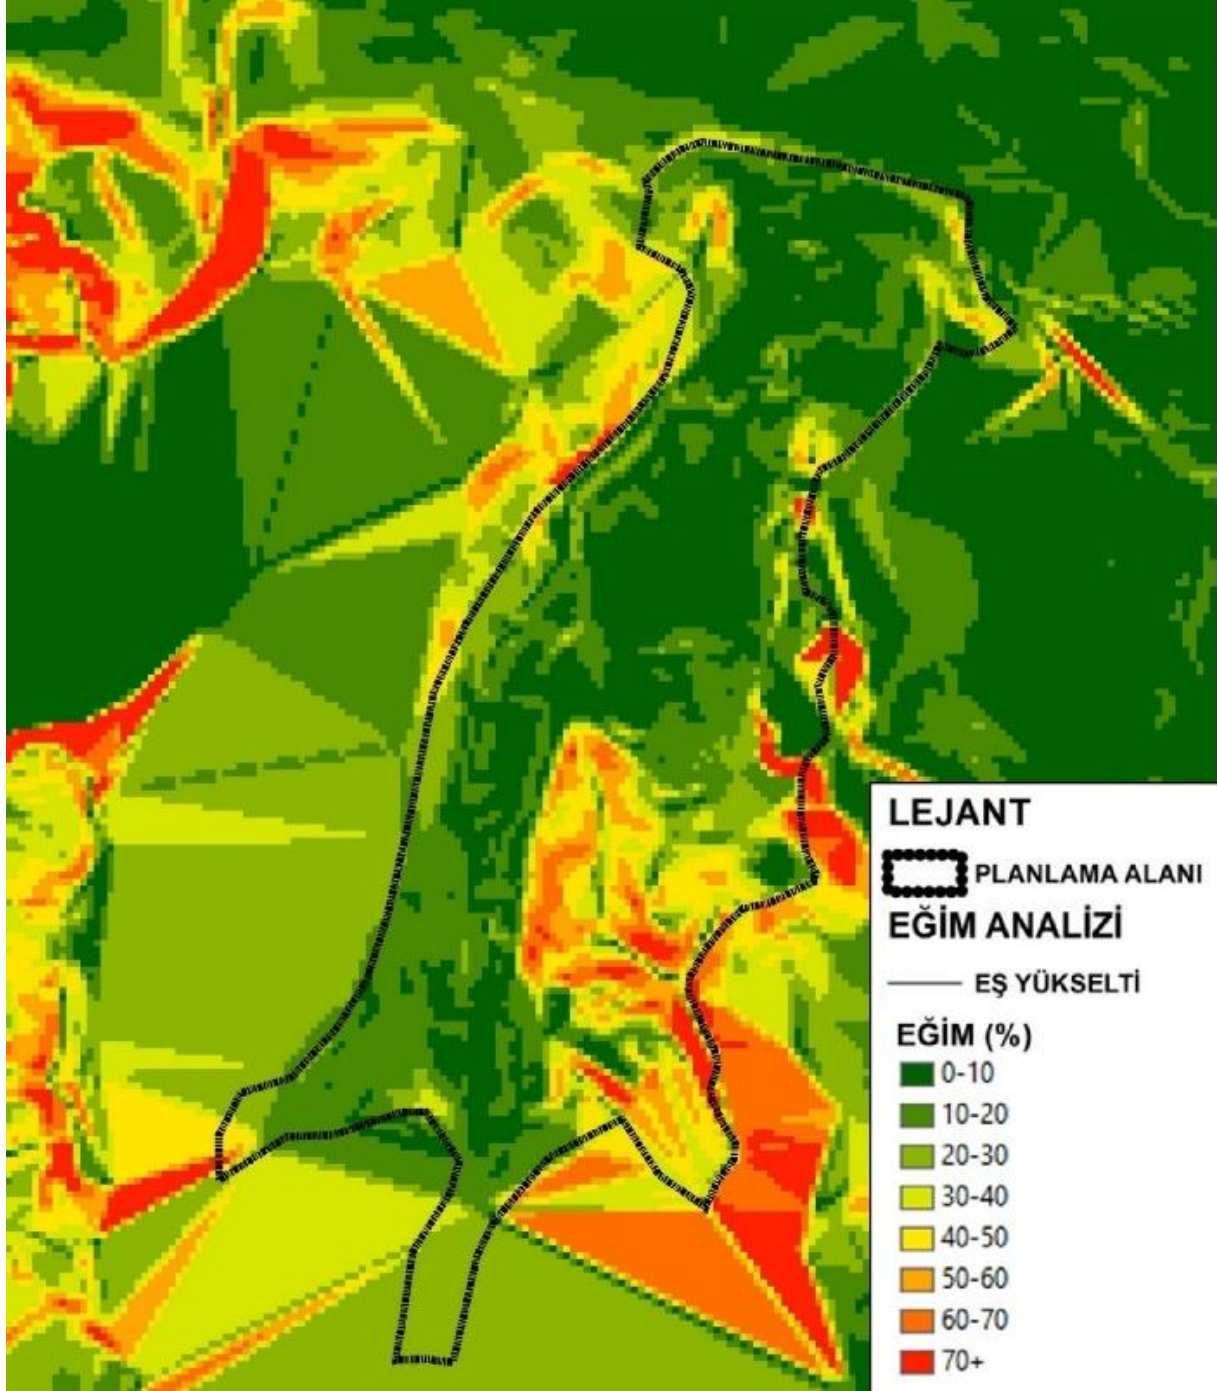 LEJANT
PLANLAMA ALANI
EĞİM ANALİZİ
EŞ YÜKSELTİ
EĞİM (%)
0-10
10-20
20-30
30-40
40-50
50-60
60-70
70+